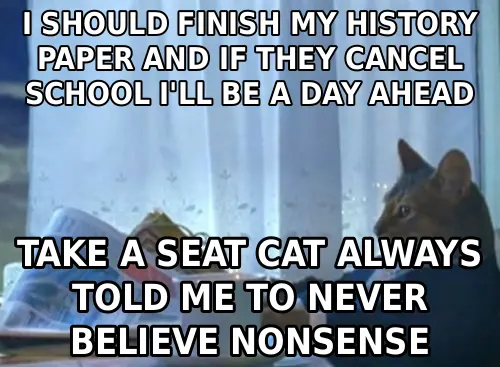 I SHOULD FINISH MY HISTORY
PAPER AND IF THEY CANCEL
SCHOOL I'LL BE A DAY AHEAD
TAKE A SEAT CAT ALWAYS
TOLD ME TO NEVER
BELIEVE NONSENSE